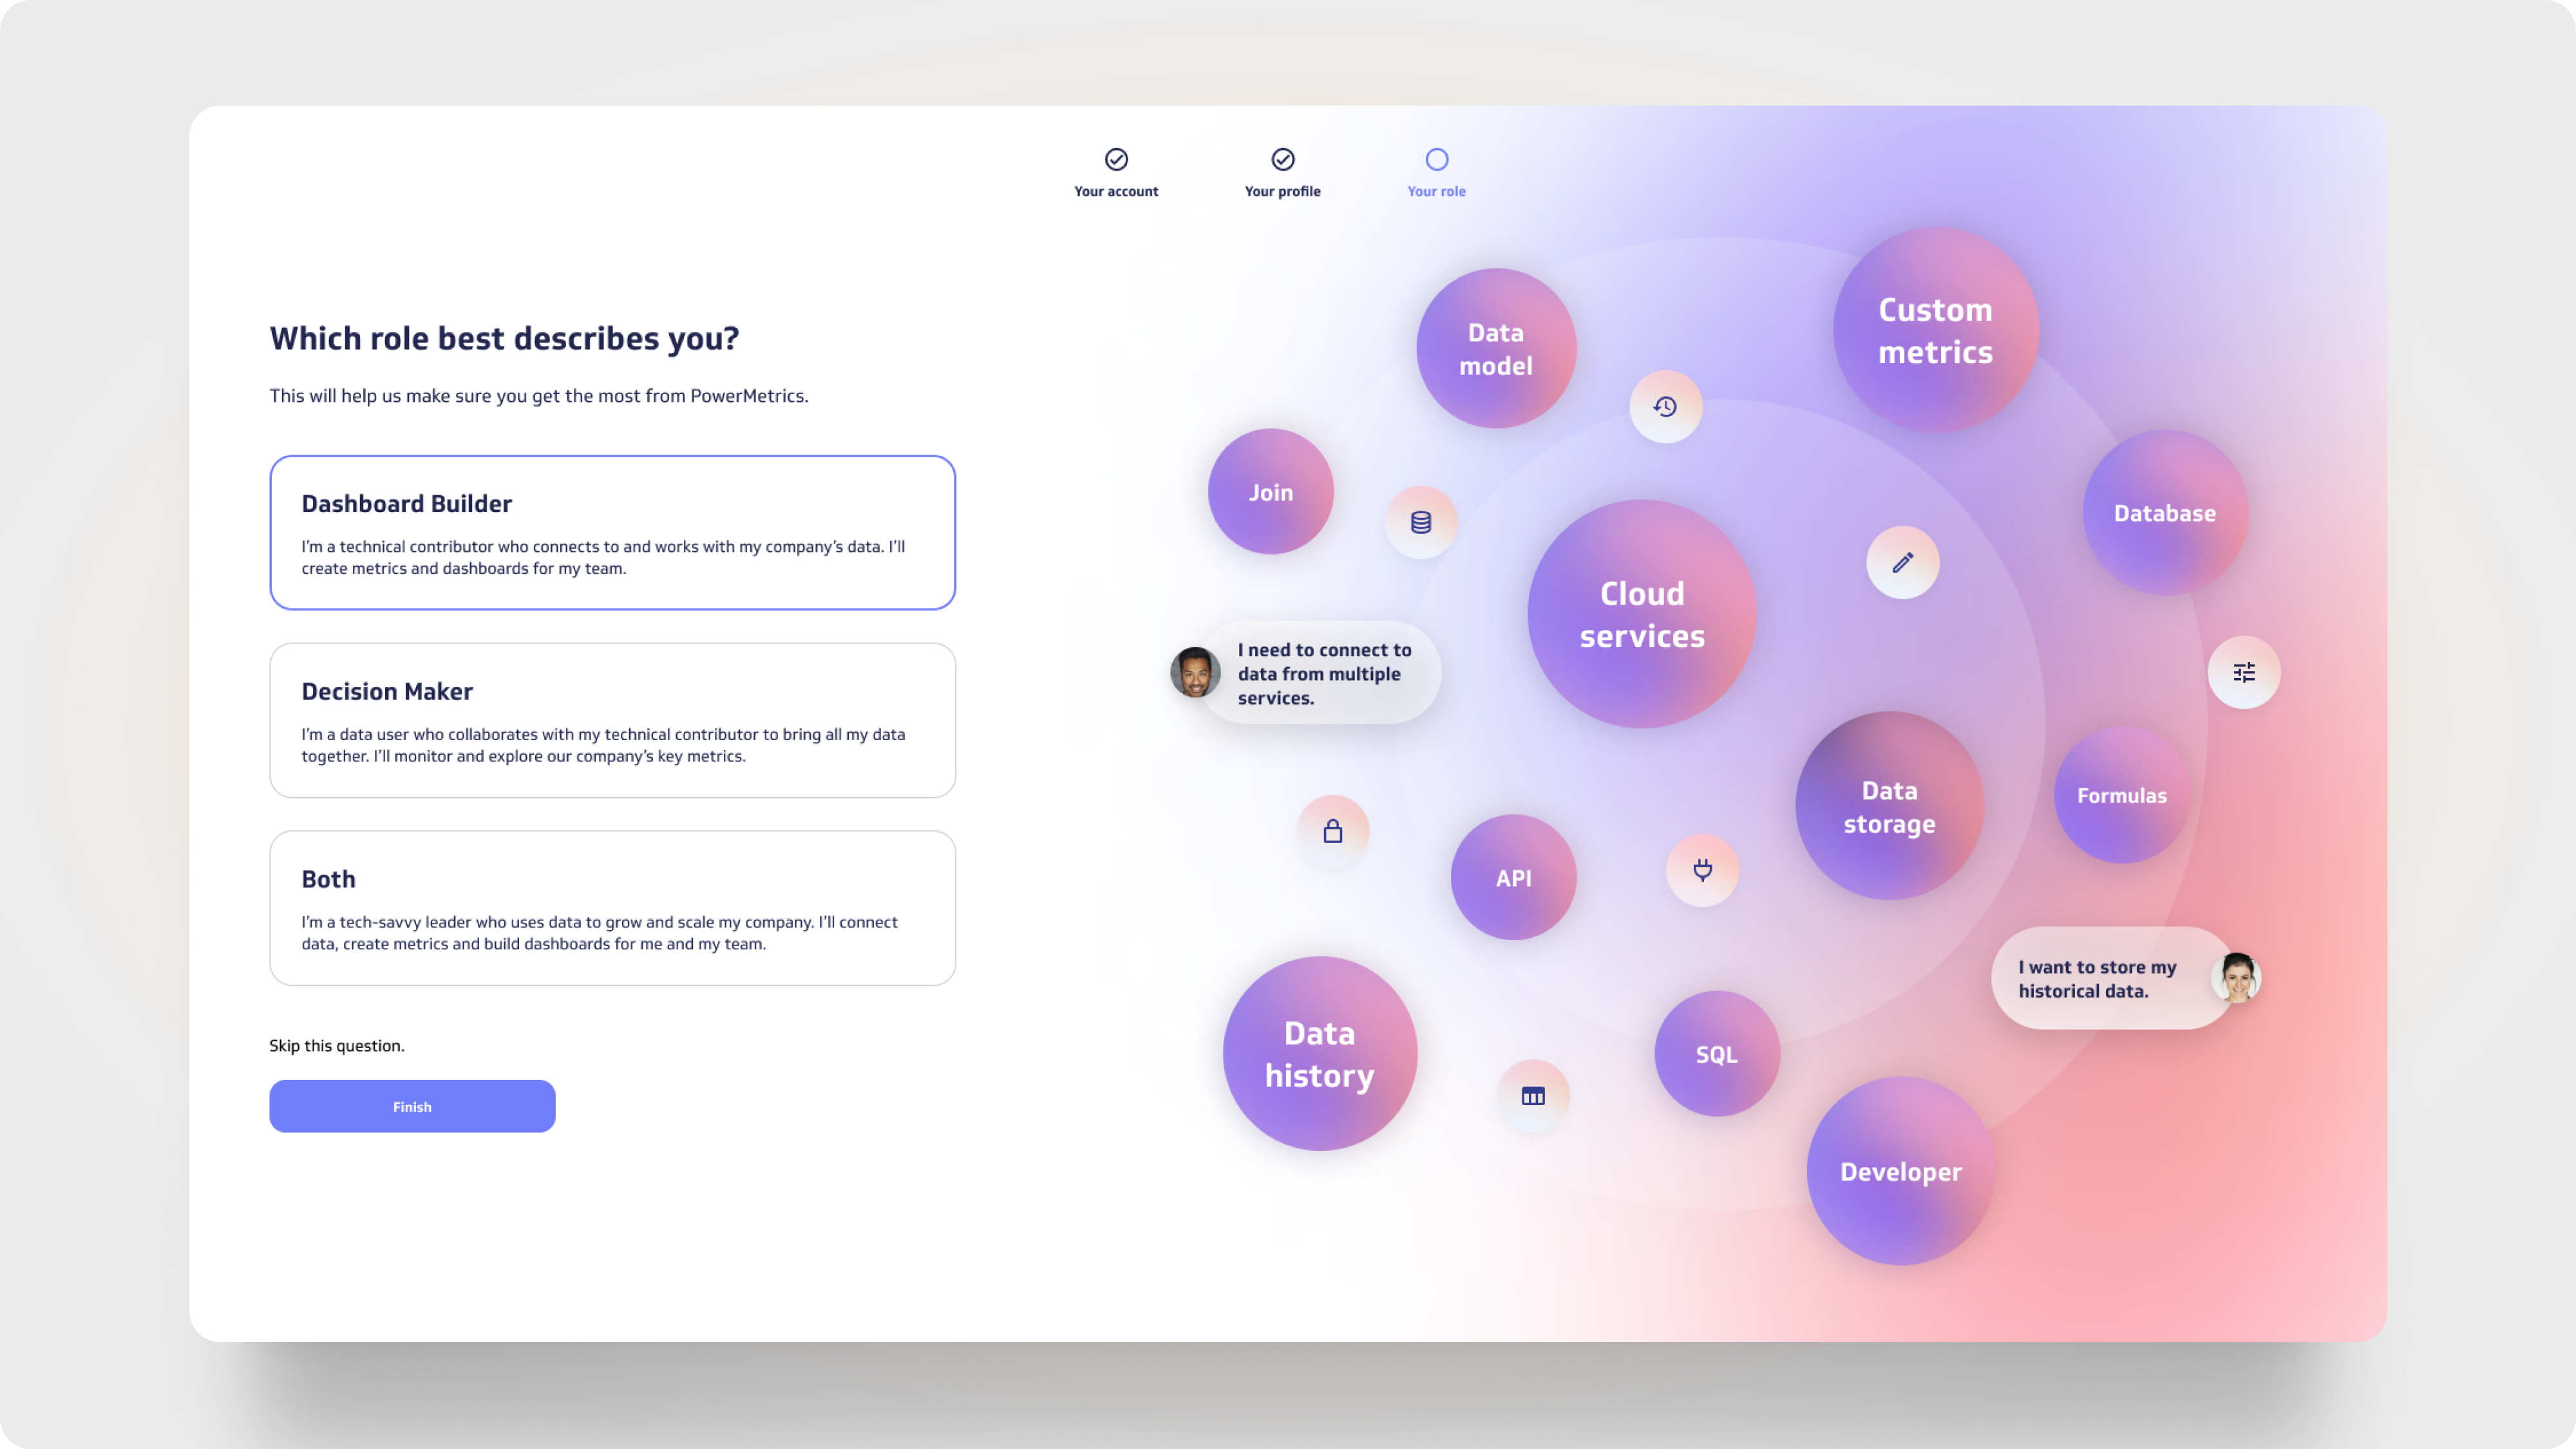 Your account
Your profile
Your role
Which role best describes you?
This will help us make sure you get the most from PowerMetrics.
Dashboard Builder
I'm a technical contributor who connects to and works with my company's data. I'll
create metrics and dashboards for my team.
Decision Maker
I'm a data user who collaborates with my technical contributor to bring all my data
together. I'll monitor and explore our company's key metrics.
Both
I'm a tech-savvy leader who uses data to grow and scale my company. I'll connect
data, create metrics and build dashboards for me and my team.
Skip this question.
Finish
Data
model
Custom
metrics
Join
Database
Cloud
services
I need to connect to
data from multiple
services.
Data
storage
Formulas
API
I want to store my
historical data.
Data
history
SQL
Developer